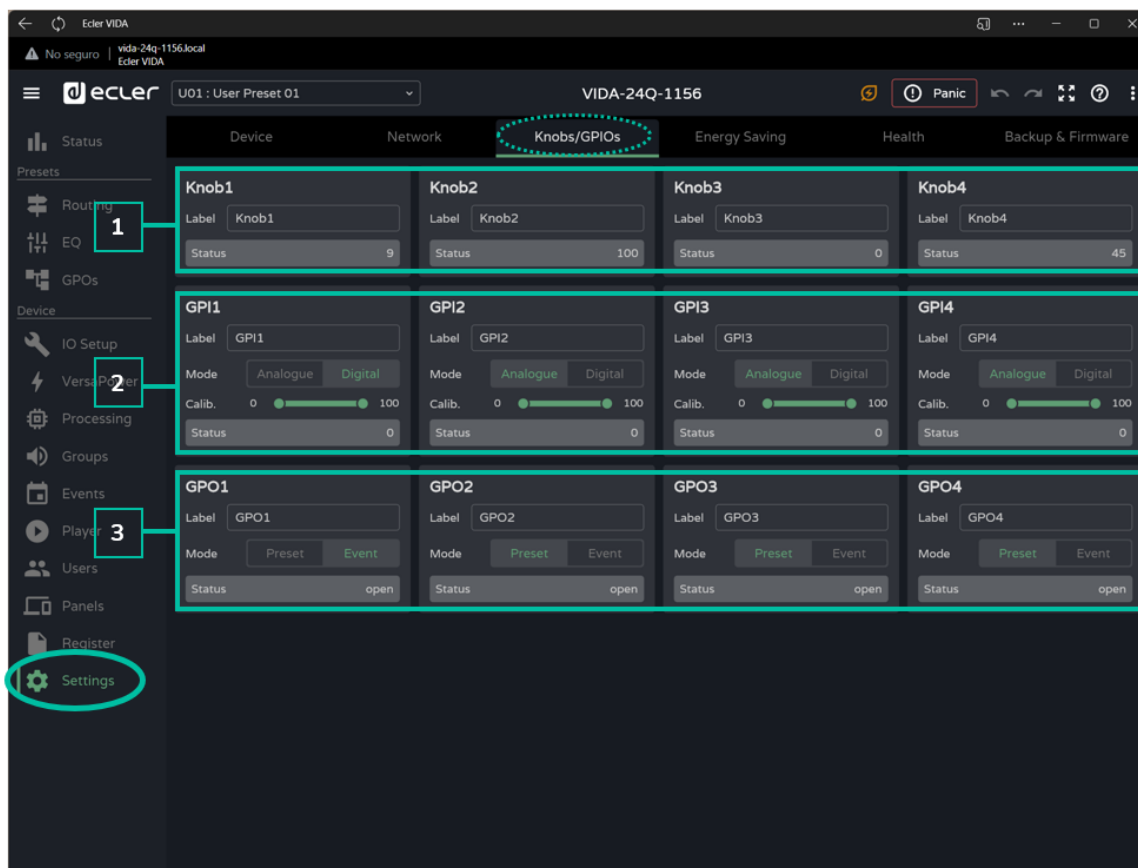 Ecler VIDA
No seguro
vida-24q-1156.local
Ecler VIDA
ecler
U01 : User Preset 01
VIDA-24Q-1156
Panic
Device
Network
Knobs/GPIOs
Energy Saving
Health
Backup & Firmware
Status
Presets
Routing
EQ
GPOs
Device
IO Setup
VersaPower
Processing
Groups
Events
Player
Users
Panels
Register
Settings
1
Knob1 Knob2 Knob3 Knob4
Label Knob1 Label Knob2 Label Knob3 Label Knob4
Status 9 Status 100 Status 0 Status 45
2
GPI1 GPI2 GPI3 GPI4
Label GPI1 Label GPI2 Label GPI3 Label GPI4
Mode Analogue Digital Mode Analogue Digital Mode Analogue Digital Mode Analogue Digital
Calib. 0 100 Calib. 0 100 Calib. 0 100 Calib. 0 100
Status 0 Status 0 Status 0 Status 0
3
GPO1 GPO2 GPO3 GPO4
Label GPO1 Label GPO2 Label GPO3 Label GPO4
Mode Preset Event Mode Preset Event Mode Preset Event Mode Preset Event
Status open Status open Status open Status open